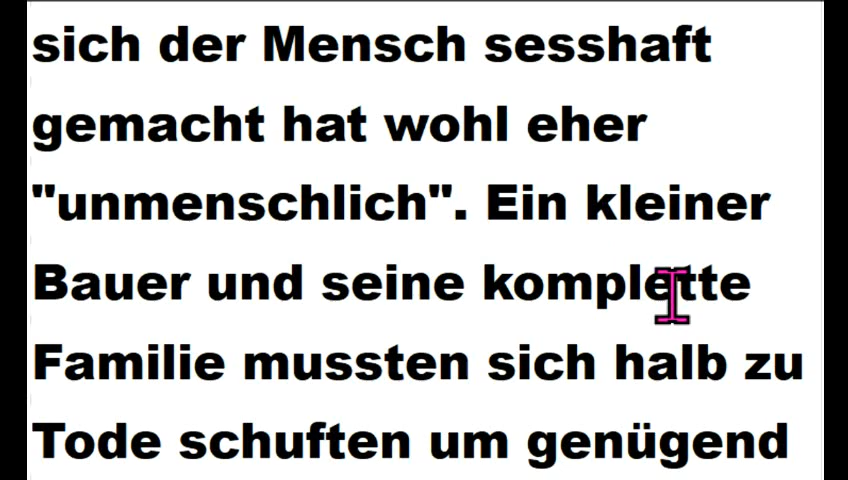 sich der Mensch sesshaft
gemacht hat wohl eher
"unmenschlich". Ein kleiner
Bauer und seine komplette
Familie mussten sich halb zu
Tode schuften um genügend